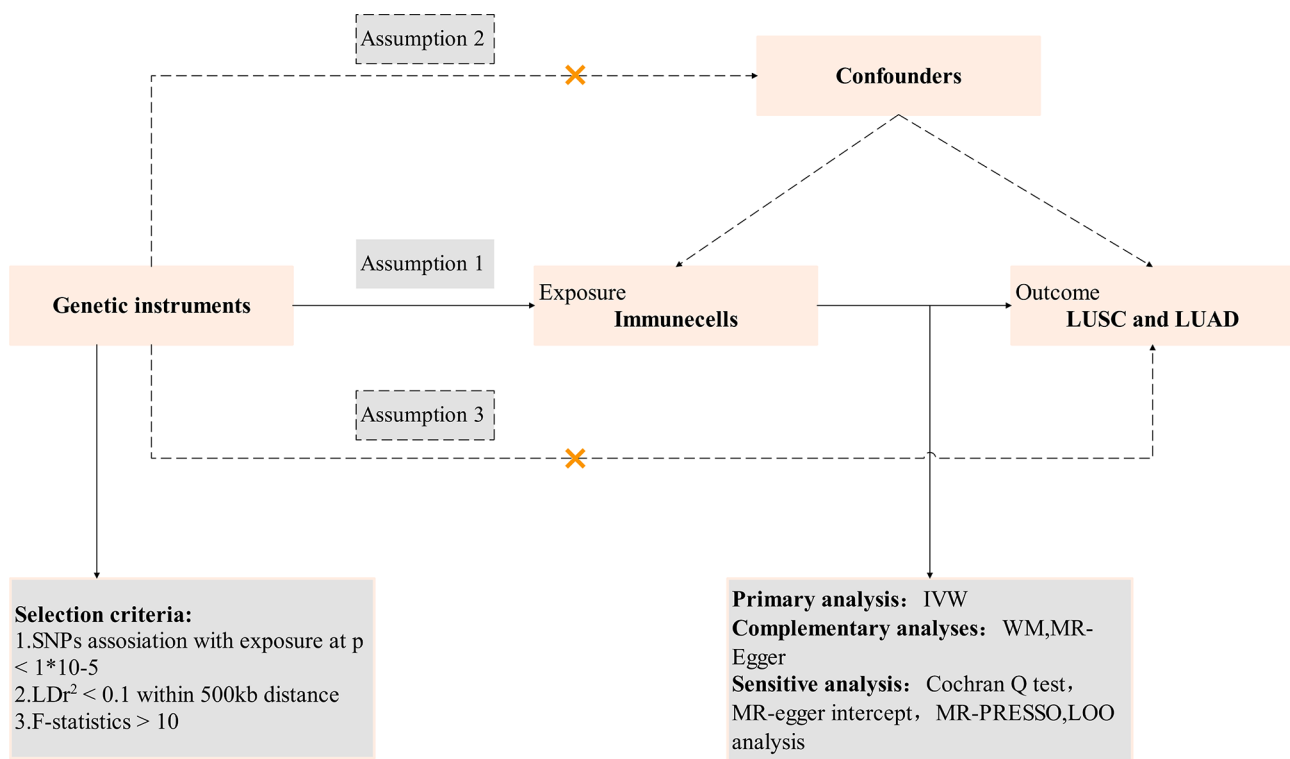 Assumption 2
Confounders
Assumption 1
Genetic instruments
Exposure
Immunecells
Outcome
LUSC and LUAD
Assumption 3
Selection criteria:
1.SNPs assosiation with exposure at p
< 1*10-5
2.LDr² < 0.1 within 500kb distance
3.F-statistics > 10
Primary analysis： IVW
Complementary analyses： WM,MR-
Egger
Sensitive analysis： Cochran Q test，
MR-egger intercept，MR-PRESSO,LOO
analysis